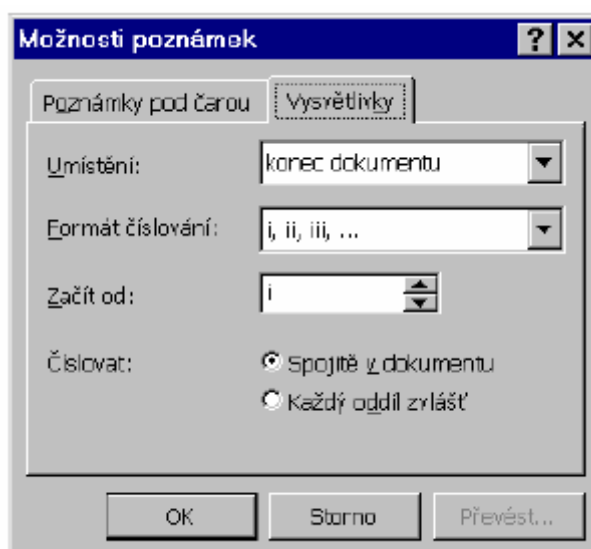 Možnosti poznámek
Poznámky pod čarou Vysvětlivky
Umístění: konec dokumentu
Formát číslování: i, ii, iii, ...
Začít od: i
Číslovat: Spojitě v dokumentu
Každý oddíl zvlášť
OK Storno Převést...